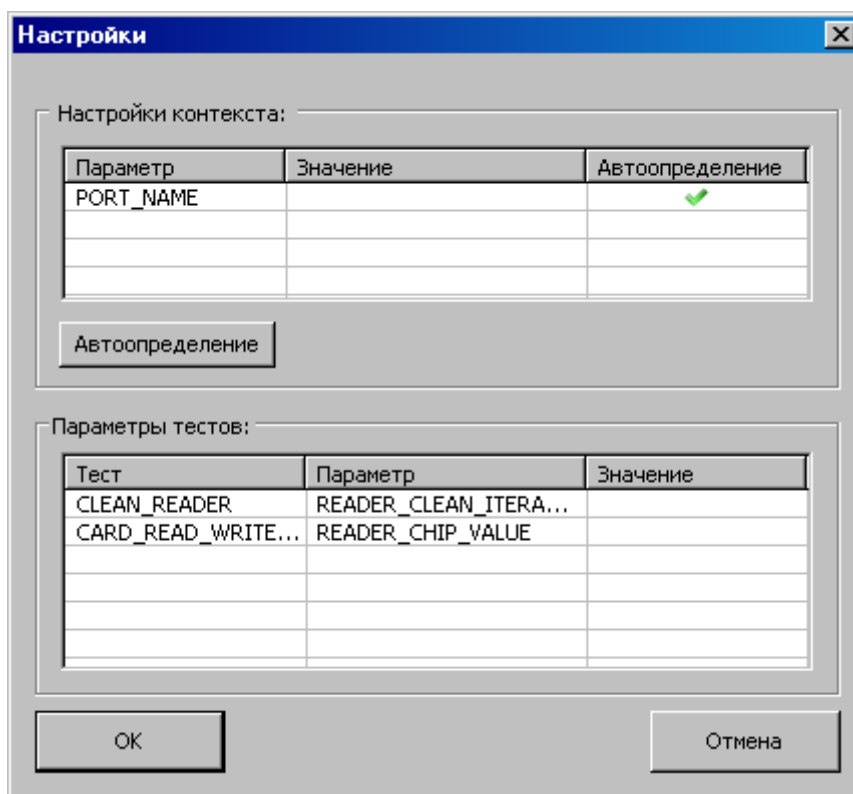 Настройки
Настройки контекста:
Параметр Значение Автоопределение
PORT_NAME
Автоопределение
Параметры тестов:
Тест Параметр Значение
CLEAN_READER READER_CLEAN_ITERA...
CARD_READ_WRITE... READER_CHIP_VALUE
OK Отмена